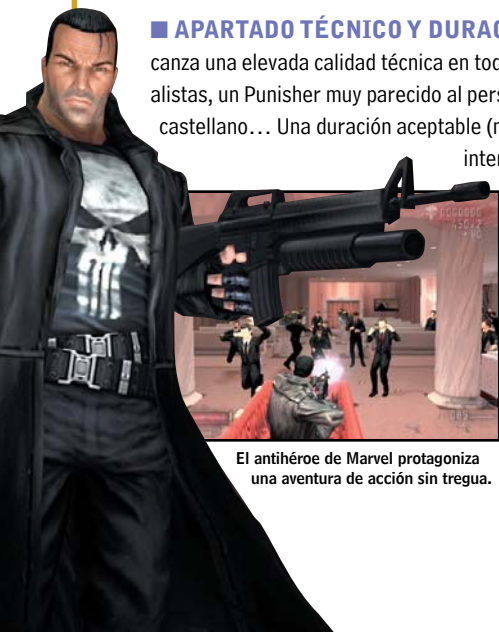 ■ APARTADO TÉCNICO Y DURAC
canza una elevada calidad técnica en tod
alistas, un Punisher muy parecido al pers
castellano… Una duración aceptable (m
inter
El antihéroe de Marvel protagoniza
una aventura de acción sin tregua.